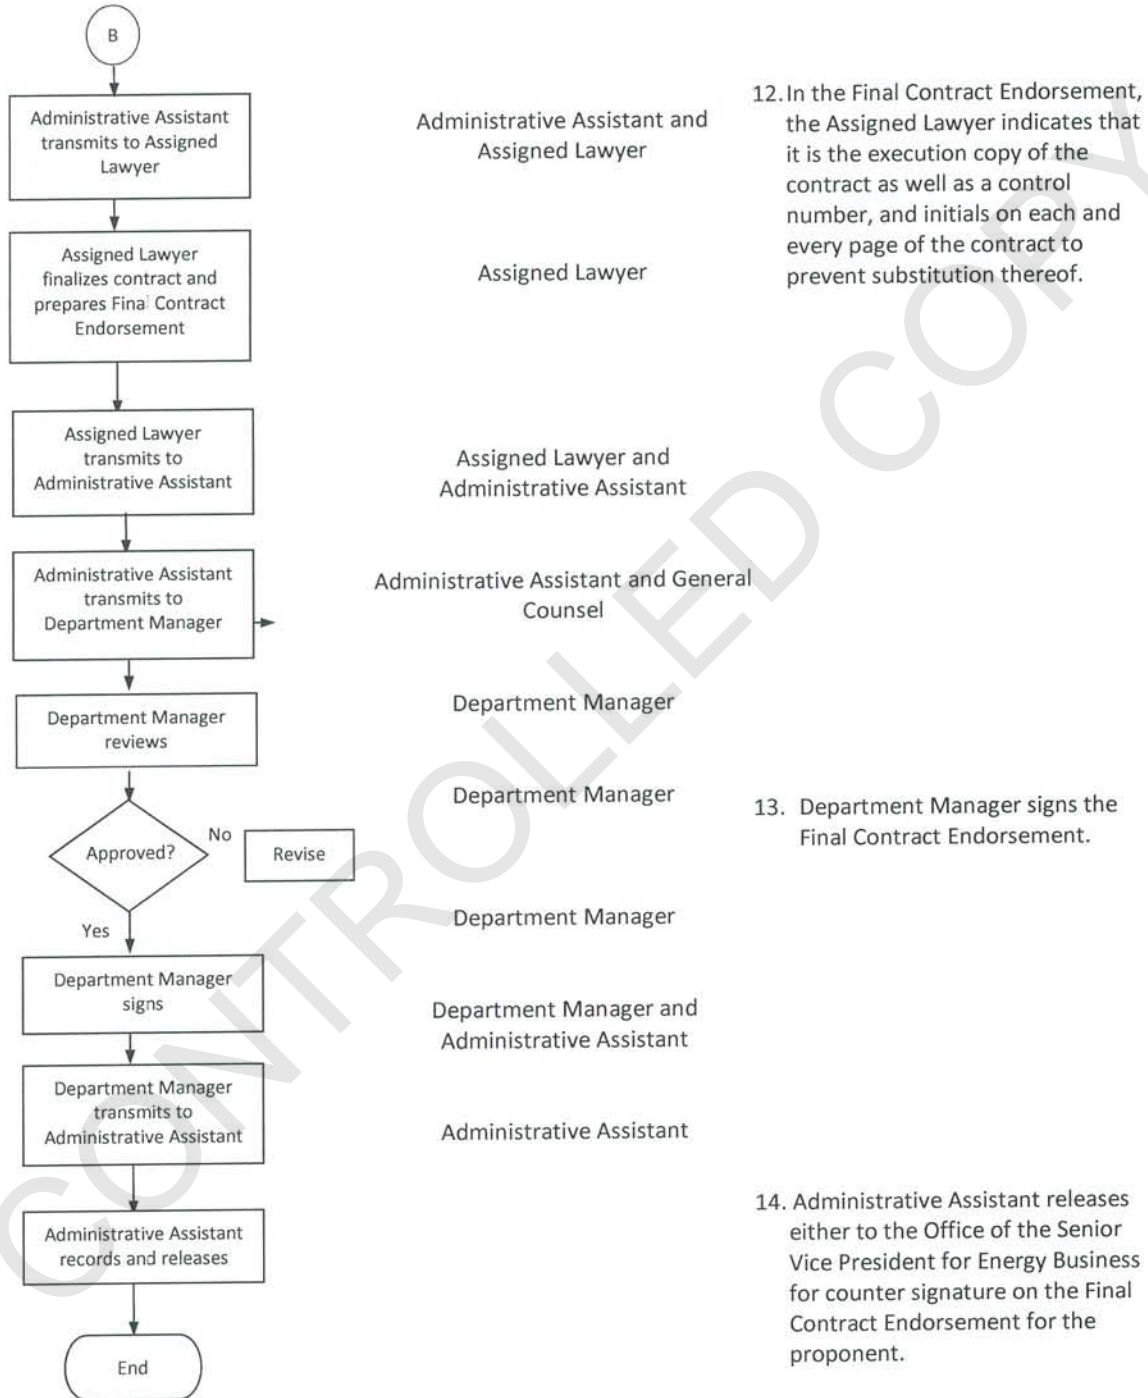 B
Administrative Assistant
transmits to Assigned
Lawyer
Administrative Assistant and
Assigned Lawyer
12. In the Final Contract Endorsement,
the Assigned Lawyer indicates that
it is the execution copy of the
contract as well as a control
number, and initials on each and
every page of the contract to
prevent substitution thereof.
Assigned Lawyer
finalizes contract and
prepares Final Contract
Endorsement
Assigned Lawyer
Assigned Lawyer
transmits to
Administrative Assistant
Assigned Lawyer and
Administrative Assistant
Administrative Assistant
transmits to
Department Manager
Administrative Assistant and General
Counsel
Department Manager
reviews
Department Manager
Approved?
No
Revise
Yes
Department Manager
13. Department Manager signs the
Final Contract Endorsement.
Department Manager
Department Manager
signs
Department Manager and
Administrative Assistant
Department Manager
transmits to
Administrative Assistant
Administrative Assistant
Administrative Assistant
records and releases
14. Administrative Assistant releases
either to the Office of the Senior
Vice President for Energy Business
for counter signature on the Final
Contract Endorsement for the
proponent.
End
CONTROLLED COPY